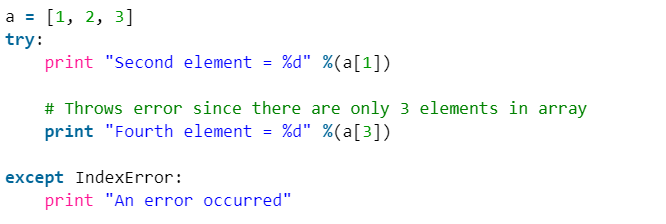 a = [1, 2, 3]
try:
    print "Second element = %d" %(a[1])

    # Throws error since there are only 3 elements in array
    print "Fourth element = %d" %(a[3])

except IndexError:
    print "An error occurred"